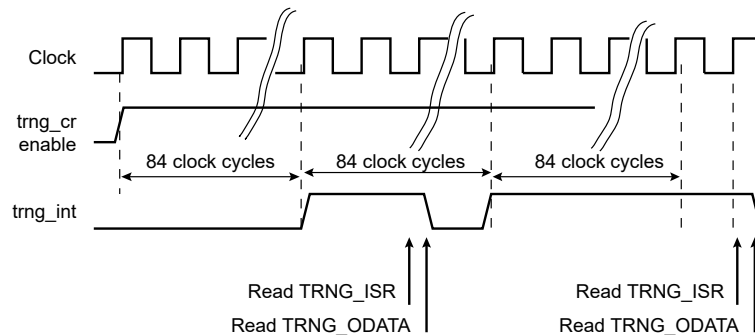 Clock
trng_cr
enable
84 clock cycles 84 clock cycles 84 clock cycles
trng_int
Read TRNG_ISR Read TRNG_ISR
Read TRNG_ODATA Read TRNG_ODATA